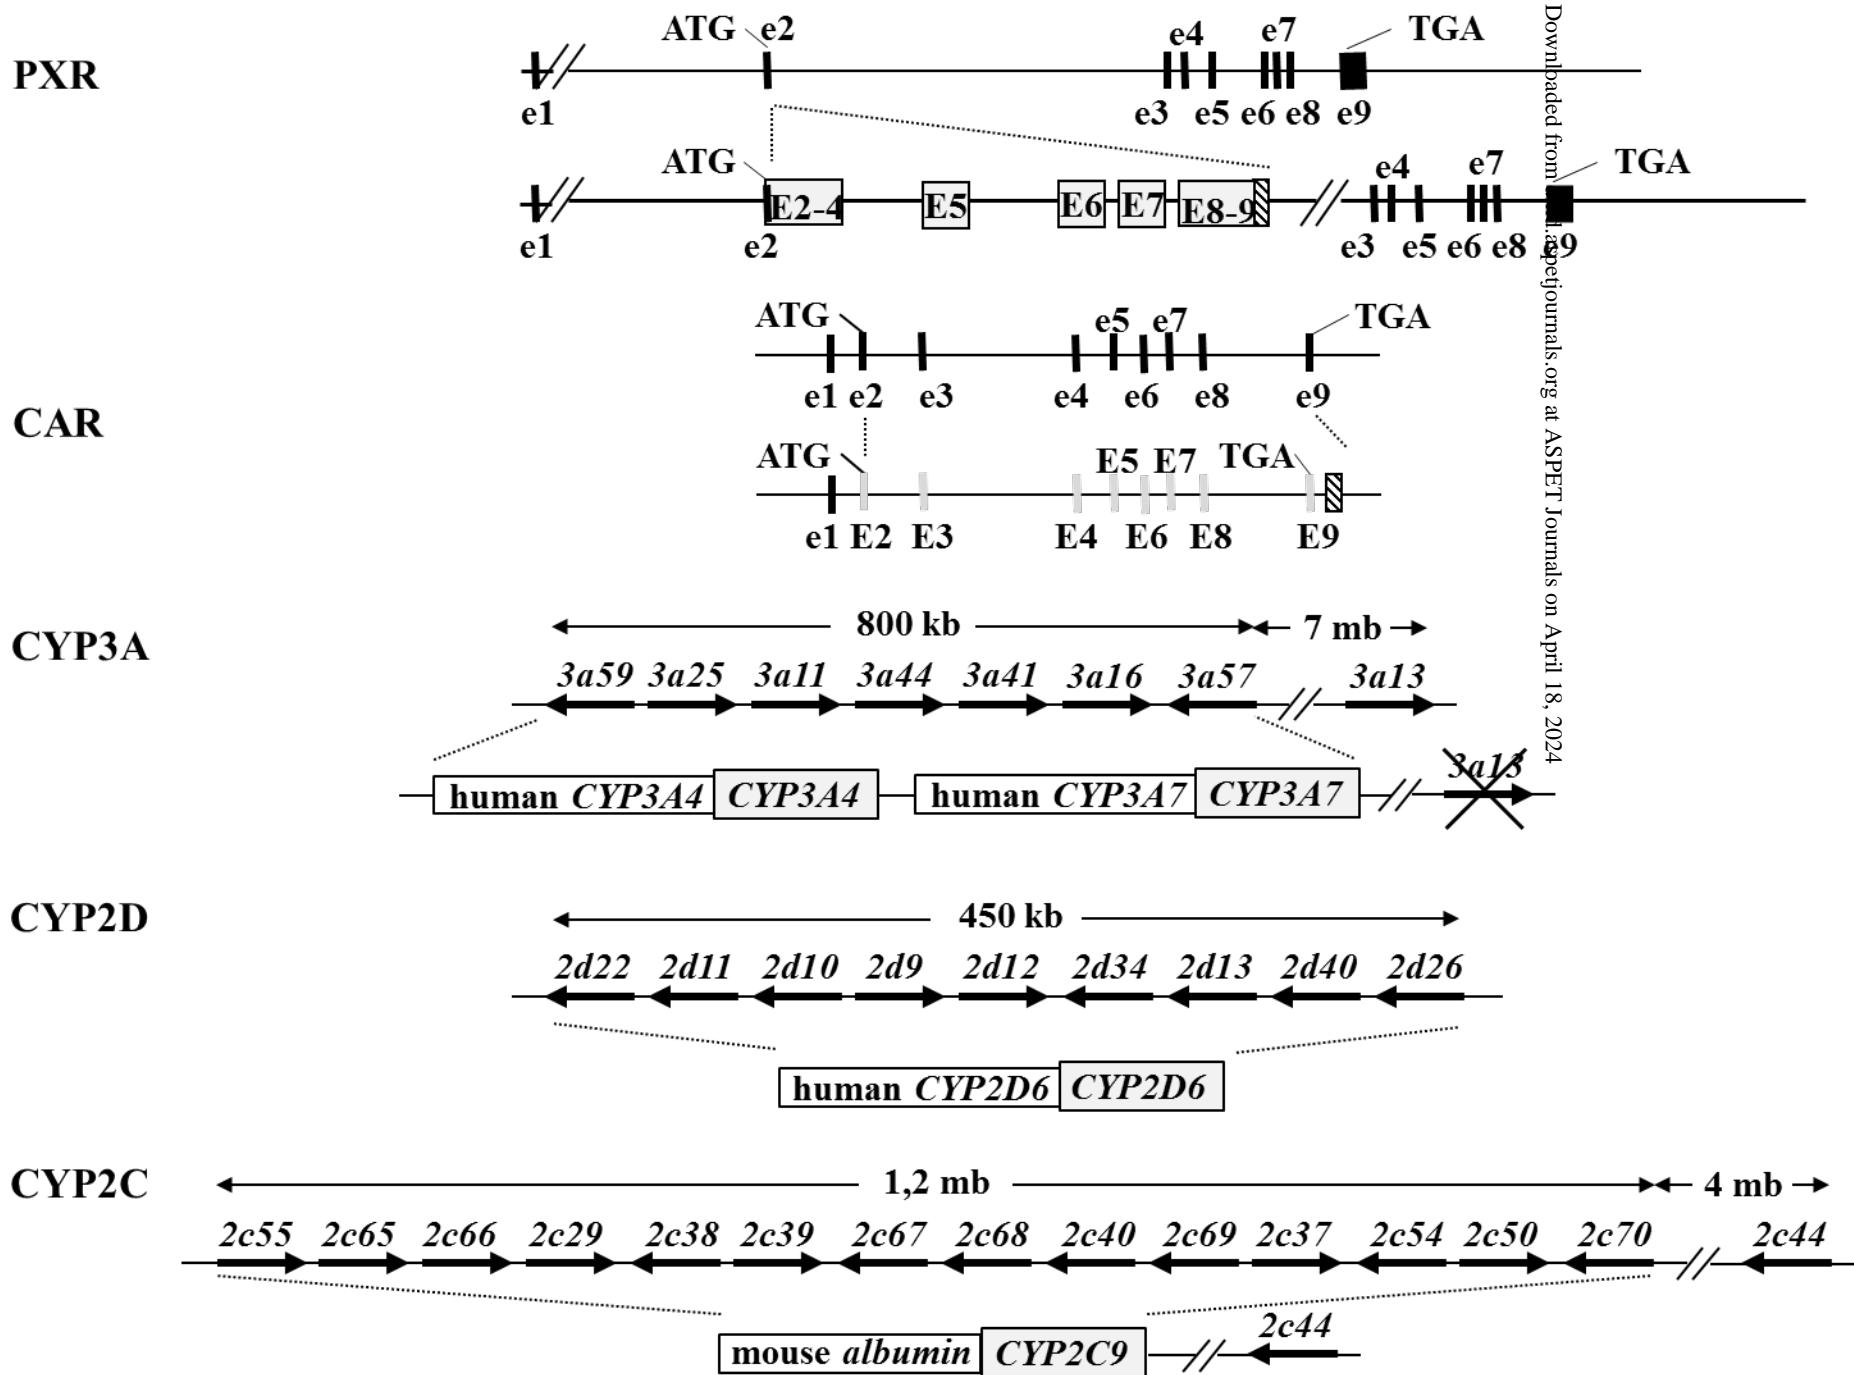 ATG e2 e4 e7 TGA
PXR
e1 e3 e5 e6 e8 e9
ATG e4 e7 TGA
E2-4 E5 E6 E7 E8-9
e1 e2 e3 e5 e6 e8 e9
ATG e5 e7 TGA
e1 e2 e3 e4 e6 e8 e9
CAR
ATG E5 E7 TGA
e1 E2 E3 E4 E6 E8 E9
800 kb 7 mb
CYP3A
3a59 3a25 3a11 3a44 3a41 3a16 3a57 3a13
3a13
human CYP3A4 CYP3A4 human CYP3A7 CYP3A7
CYP2D 450 kb
2d22 2d11 2d10 2d9 2d12 2d34 2d13 2d40 2d26
human CYP2D6 CYP2D6
CYP2C 1,2 mb 4 mb
2c55 2c65 2c66 2c29 2c38 2c39 2c67 2c68 2c40 2c69 2c37 2c54 2c50 2c70 2c44
2c44
mouse albumin CYP2C9
Downloaded from aspetjournals.org at ASPET Journals on April 18, 2024